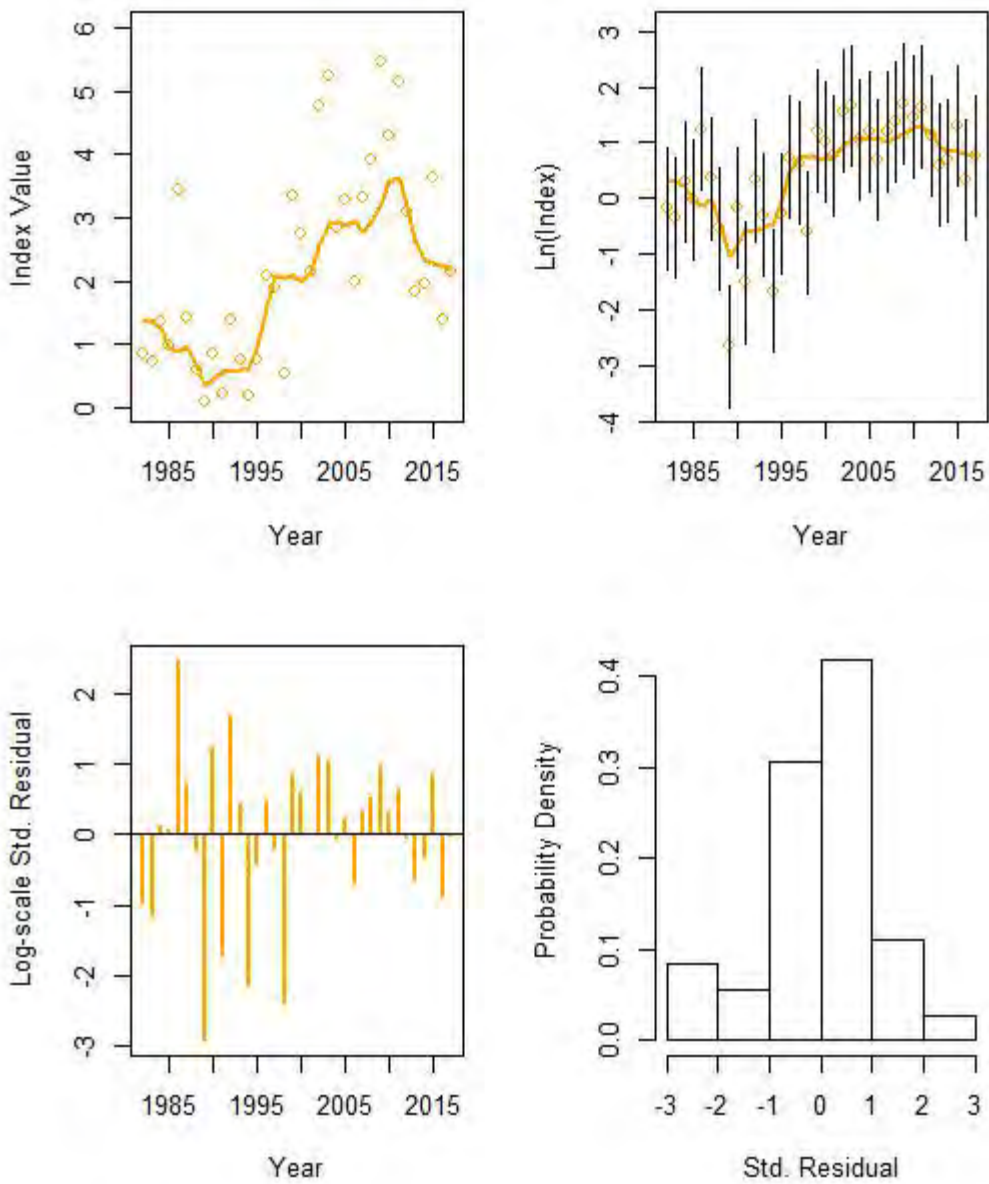 Index Value
6
5
4
3
2
1
0
1985 1995 2005 2015
Year
Ln(Index)
3
2
1
0
-1
-2
-3
-4
1985 1995 2005 2015
Year
Log-scale Std. Residual
2
1
0
-1
-2
-3
1985 1995 2005 2015
Year
Probability Density
0.4
0.3
0.2
0.1
0.0
-3 -2 -1 0 1 2 3
Std. Residual